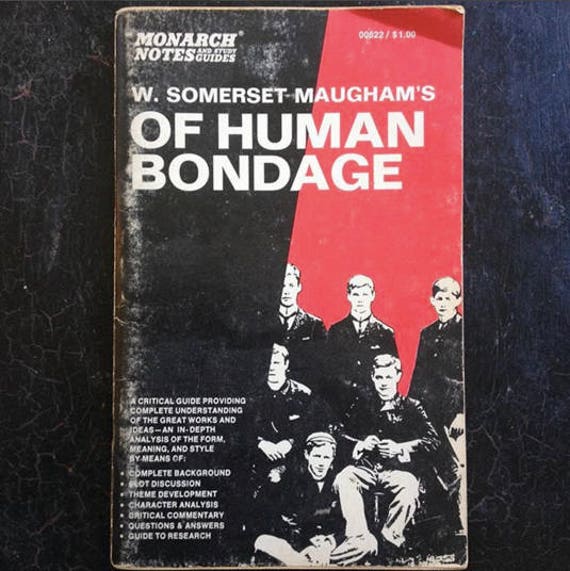 MONARCH®
NOTES AND STUDY GUIDES
00622 / $1.00
W. SOMERSET MAUGHAM'S
OF HUMAN
BONDAGE
A CRITICAL GUIDE PROVIDING
COMPLETE UNDERSTANDING
OF THE GREAT WORKS AND
IDEAS—AN IN-DEPTH
ANALYSIS OF THE FORM,
MEANING, AND STYLE
BY MEANS OF:
• COMPLETE BACKGROUND
• PLOT DISCUSSION
• THEME DEVELOPMENT
• CHARACTER ANALYSIS
• CRITICAL COMMENTARY
• QUESTIONS & ANSWERS
• GUIDE TO RESEARCH